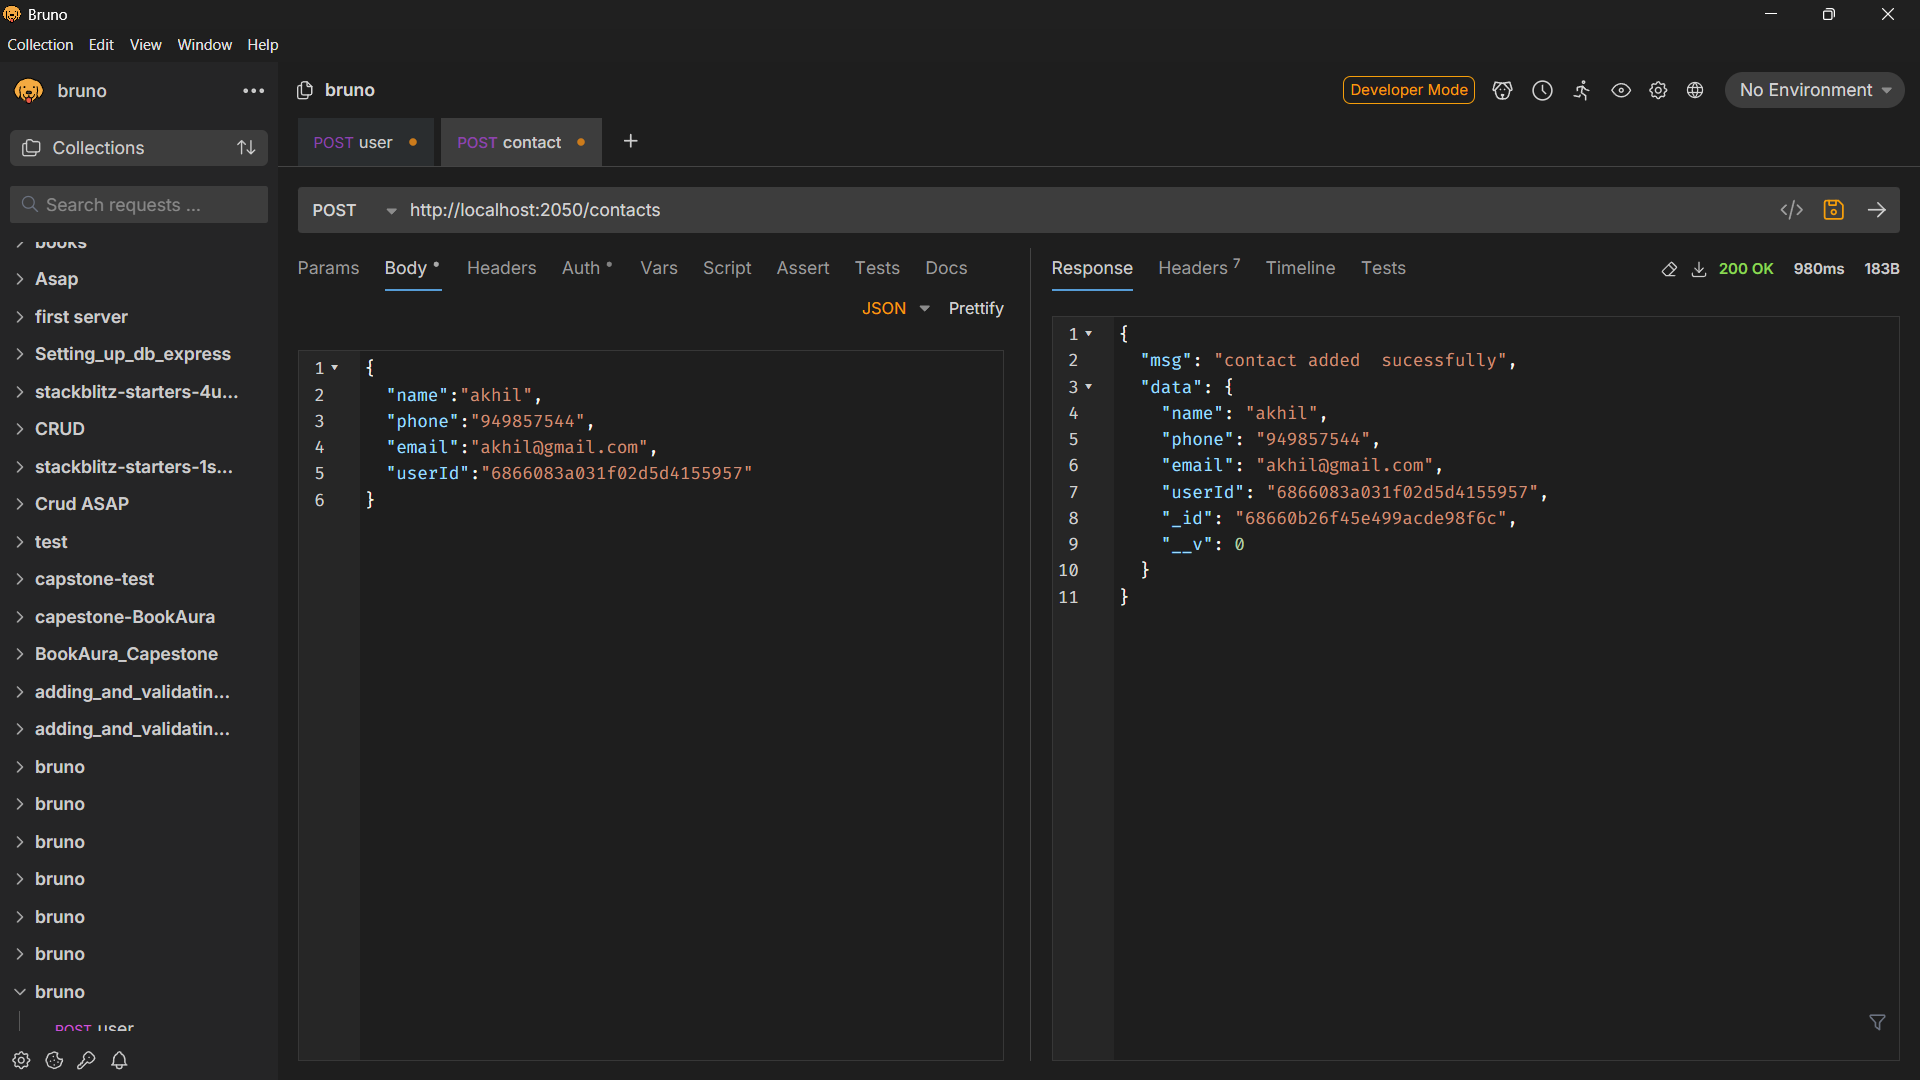 Bruno
Collection Edit View Window Help
bruno
bruno
Developer Mode
No Environment
Collections
POST user
POST contact
Search requests ...
POST
http://localhost:2050/contacts
books
Asap
first server
Setting_up_db_express
stackblitz-starters-4u...
CRUD
stackblitz-starters-1s...
Crud ASAP
test
capstone-test
capestone-BookAura
BookAura_Capestone
adding_and_validatin...
adding_and_validatin...
bruno
bruno
bruno
bruno
bruno
bruno
bruno
POST user
Params Body Headers Auth Vars Script Assert Tests Docs
JSON Prettify
1 {
2 "name":"akhil",
3 "phone":"949857544",
4 "email":"akhil@gmail.com",
5 "userId":"6866083a031f02d5d4155957"
6 }
Response Headers 7 Timeline Tests
200 OK 980ms 183B
1 {
2 "msg": "contact added  sucessfully",
3 "data": {
4 "name": "akhil",
5 "phone": "949857544",
6 "email": "akhil@gmail.com",
7 "userId": "6866083a031f02d5d4155957",
8 "_id": "68660b26f45e499acde98f6c",
9 "__v": 0
10 }
11 }